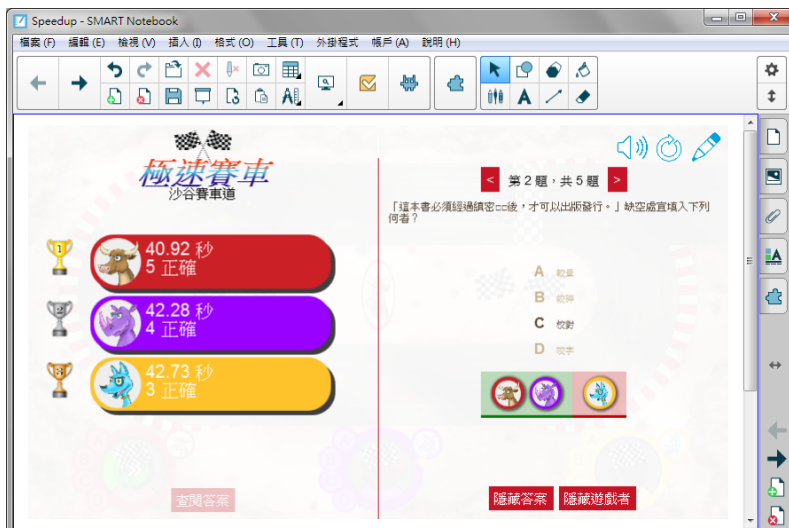 Speedup - SMART Notebook
檔案 (F) 編輯 (E) 檢視 (V) 插入 (I) 格式 (O) 工具 (T) 外掛程式 帳戶 (A) 說明 (H)
極速賽車
沙谷賽車道
1
40.92 秒
5 正確
2
42.28 秒
4 正確
3
42.73 秒
3 正確
查閱答案
< 第 2 題,共 5 題 >
「這本書必須經過縝密□□後,才可以出版發行。」缺空處宜填入下列
何者?
A 較量
B
C 校對
D
隱藏答案 隱藏遊戲者